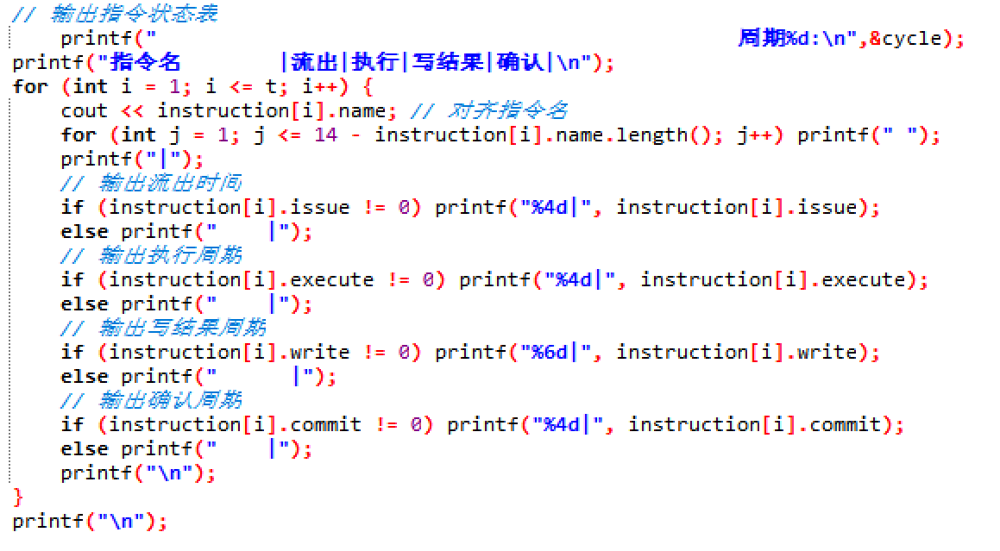 // 输出指令状态表
    printf("                                                周期%d:\n",&cycle);
printf("指令名        |流出|执行|写结果|确认|\n");
for (int i = 1; i <= t; i++) {
    cout << instruction[i].name; // 对齐指令名
    for (int j = 1; j <= 14 - instruction[i].name.length(); j++) printf(" ");
    printf("|");
    // 输出流出时间
    if (instruction[i].issue != 0) printf("%4d|", instruction[i].issue);
    else printf("    |");
    // 输出执行周期
    if (instruction[i].execute != 0) printf("%4d|", instruction[i].execute);
    else printf("    |");
    // 输出写结果周期
    if (instruction[i].write != 0) printf("%6d|", instruction[i].write);
    else printf("      |");
    // 输出确认周期
    if (instruction[i].commit != 0) printf("%4d|", instruction[i].commit);
    else printf("    |");
    printf("\n");
}
printf("\n");